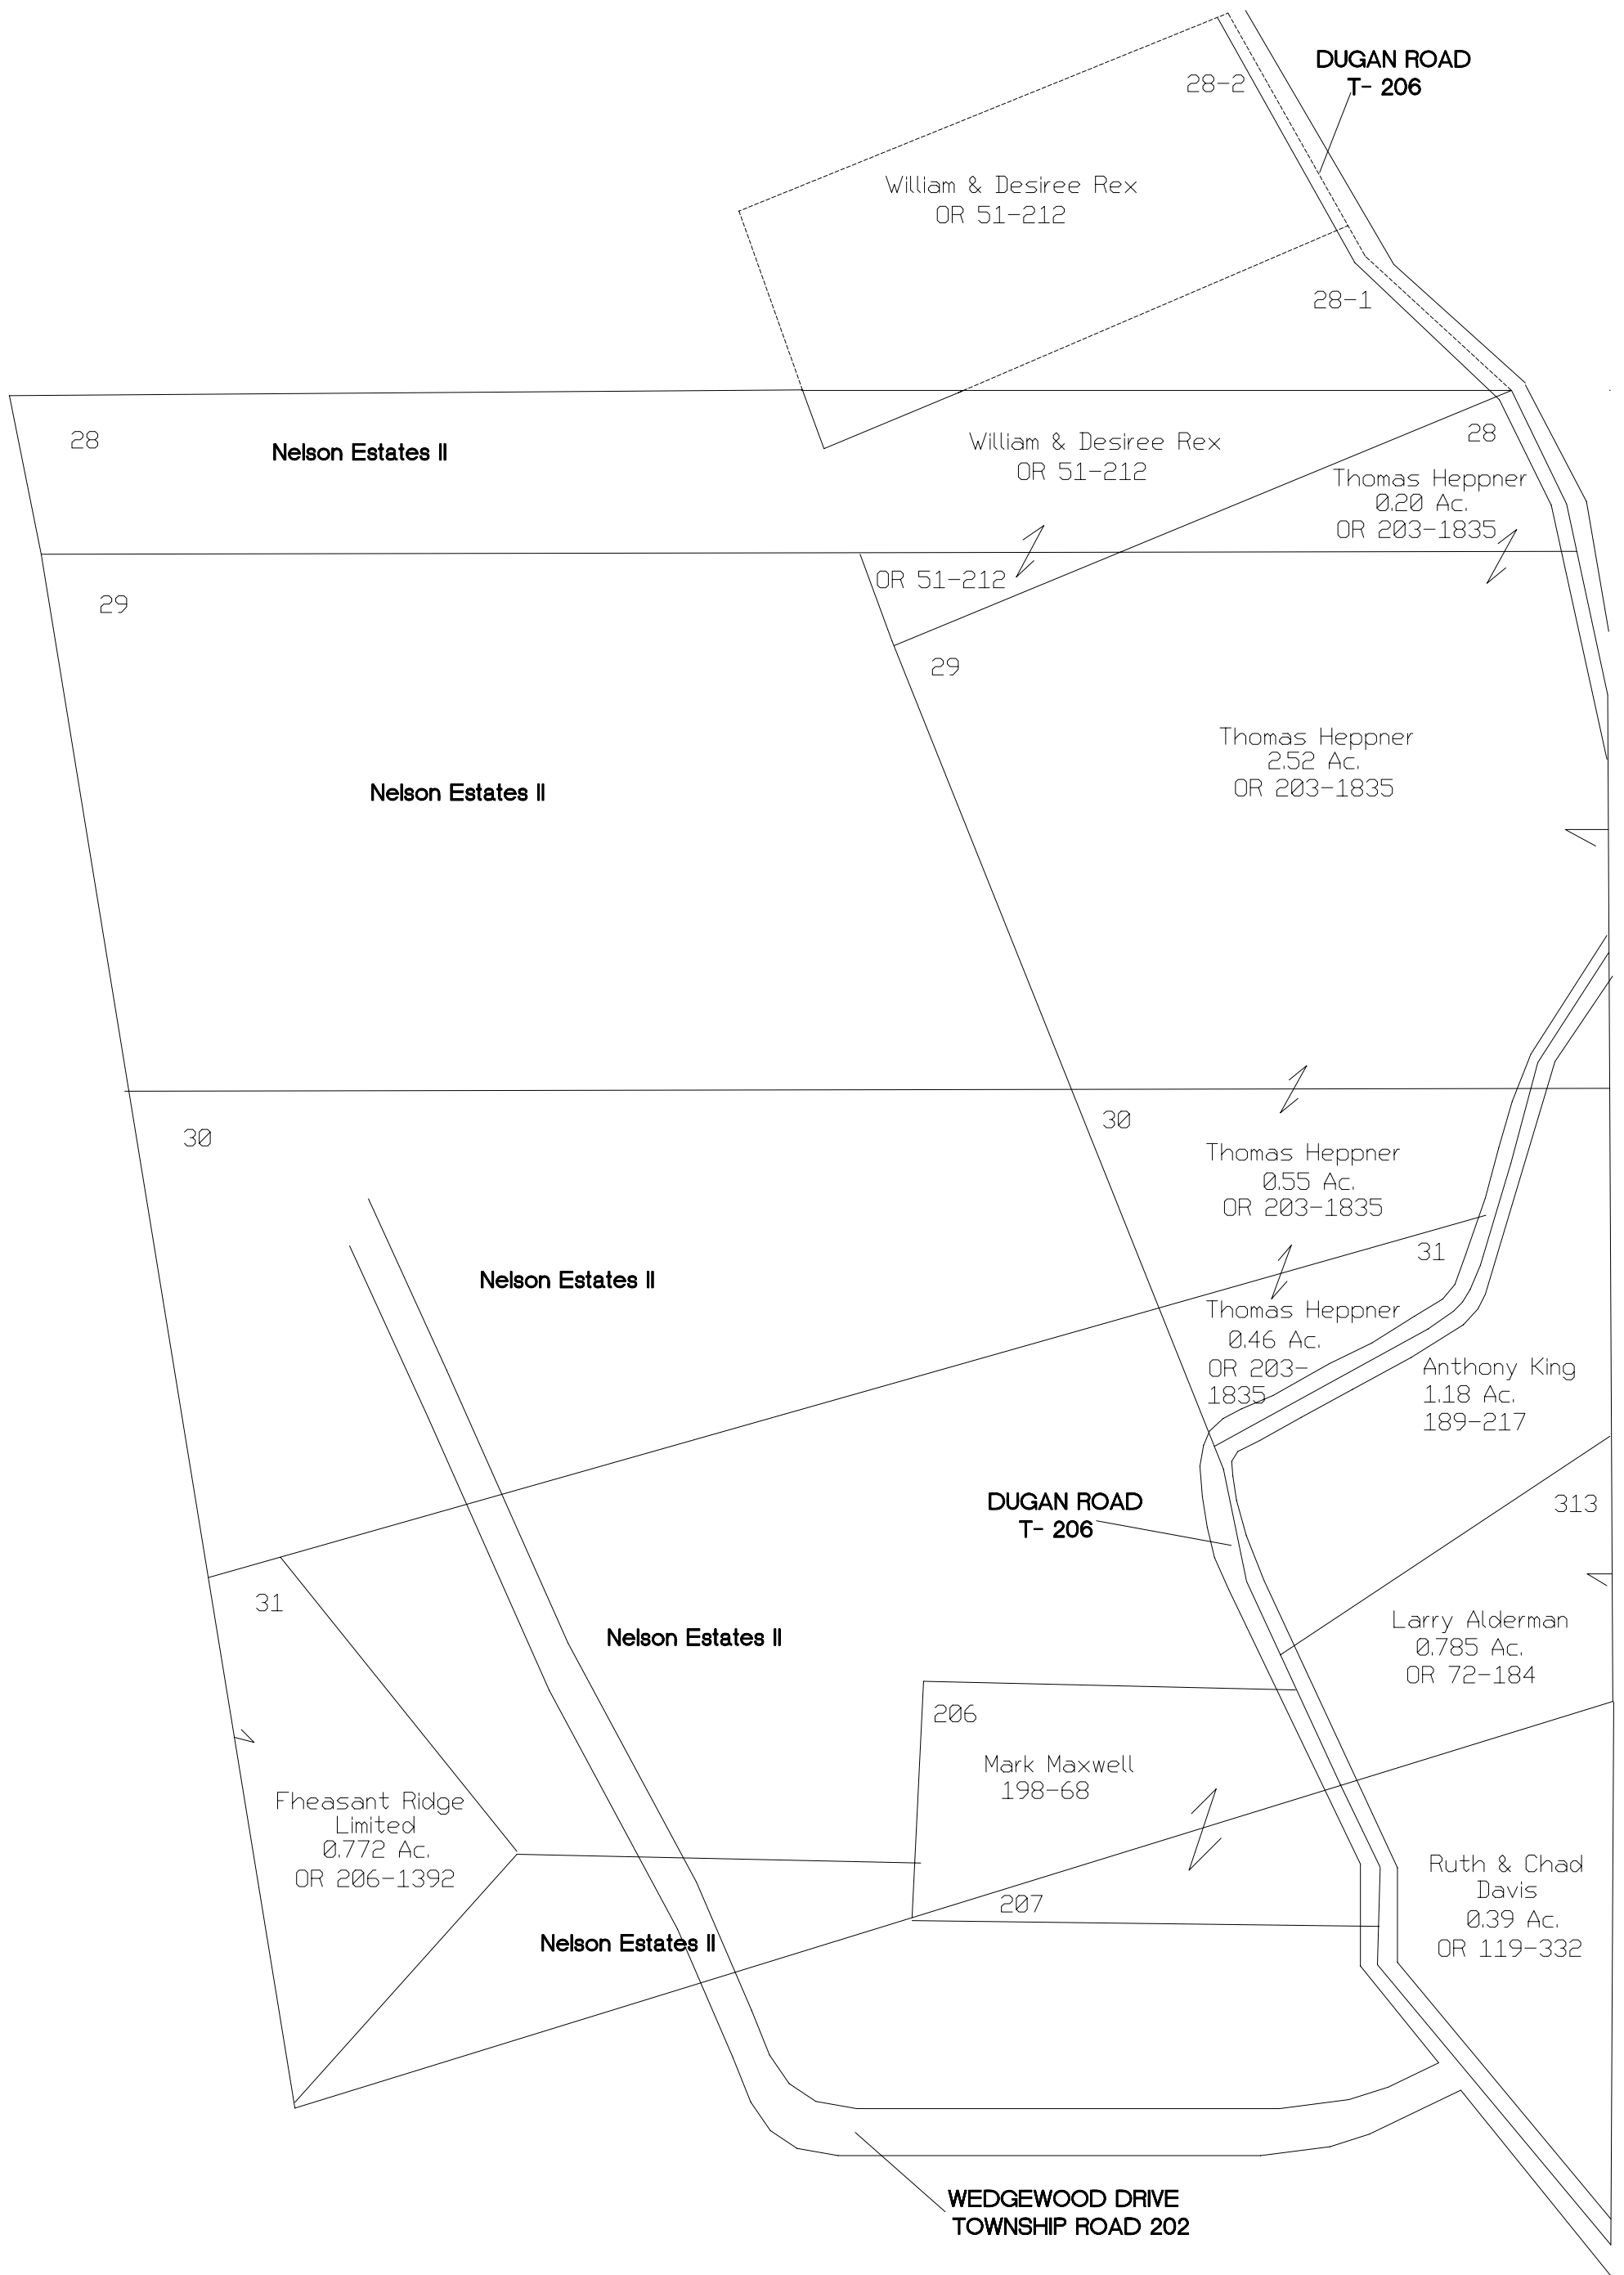 28-2
DUGAN ROAD
T- 206
William & Desiree Rex
OR 51-212
28-1
28
Nelson Estates II
William & Desiree Rex
OR 51-212
28
Thomas Heppner
0.20 Ac.
OR 203-1835
29
OR 51-212
29
Nelson Estates II
Thomas Heppner
2.52 Ac.
OR 203-1835
30
30
Thomas Heppner
0.55 Ac.
OR 203-1835
31
Nelson Estates II
Thomas Heppner
0.46 Ac.
OR 203-
1835
Anthony King
1.18 Ac.
189-217
DUGAN ROAD
T- 206
313
31
Nelson Estates II
Larry Alderman
0.785 Ac.
OR 72-184
206
Mark Maxwell
198-68
Fheasant Ridge
Limited
0.772 Ac.
OR 206-1392
Ruth & Chad
Davis
0.39 Ac.
OR 119-332
207
Nelson Estates II
WEDGEWOOD DRIVE
TOWNSHIP ROAD 202